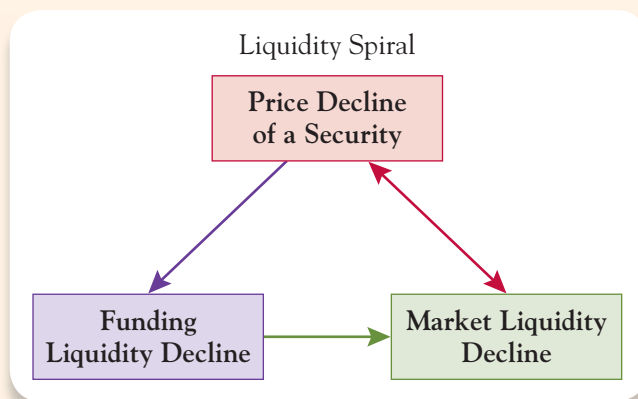 Liquidity Spiral
Price Decline
of a Security
Funding
Liquidity Decline
Market Liquidity
Decline